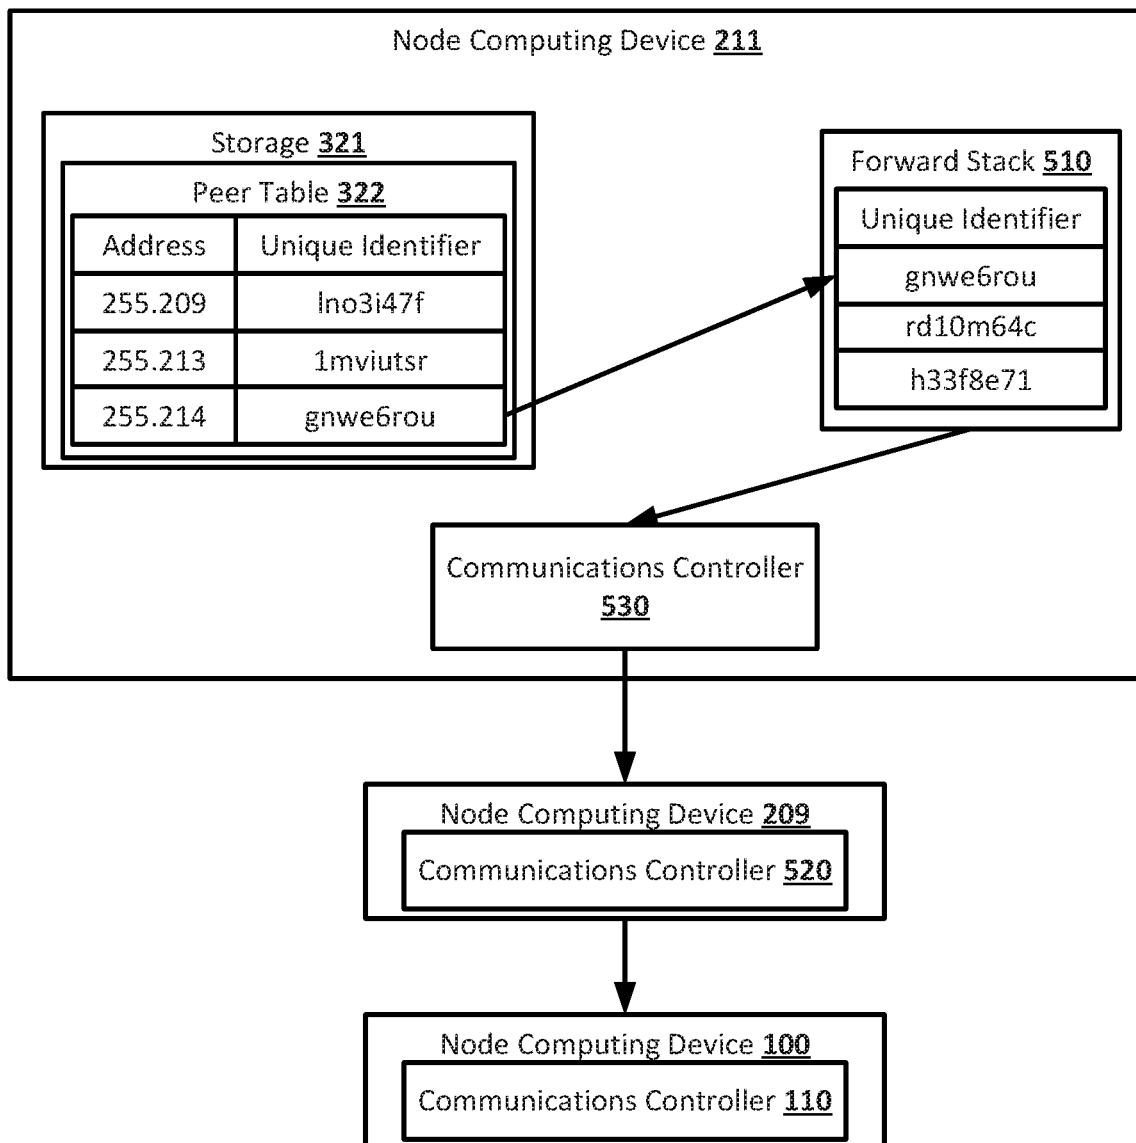 Node Computing Device 211
Storage 321
Peer Table 322
Address Unique Identifier
255.209 lno3i47f
255.213 1mviutsr
255.214 gnwe6rou
Forward Stack 510
Unique Identifier
gnwe6rou
rd10m64c
h33f8e71
Communications Controller
530
Node Computing Device 209
Communications Controller 520
Node Computing Device 100
Communications Controller 110